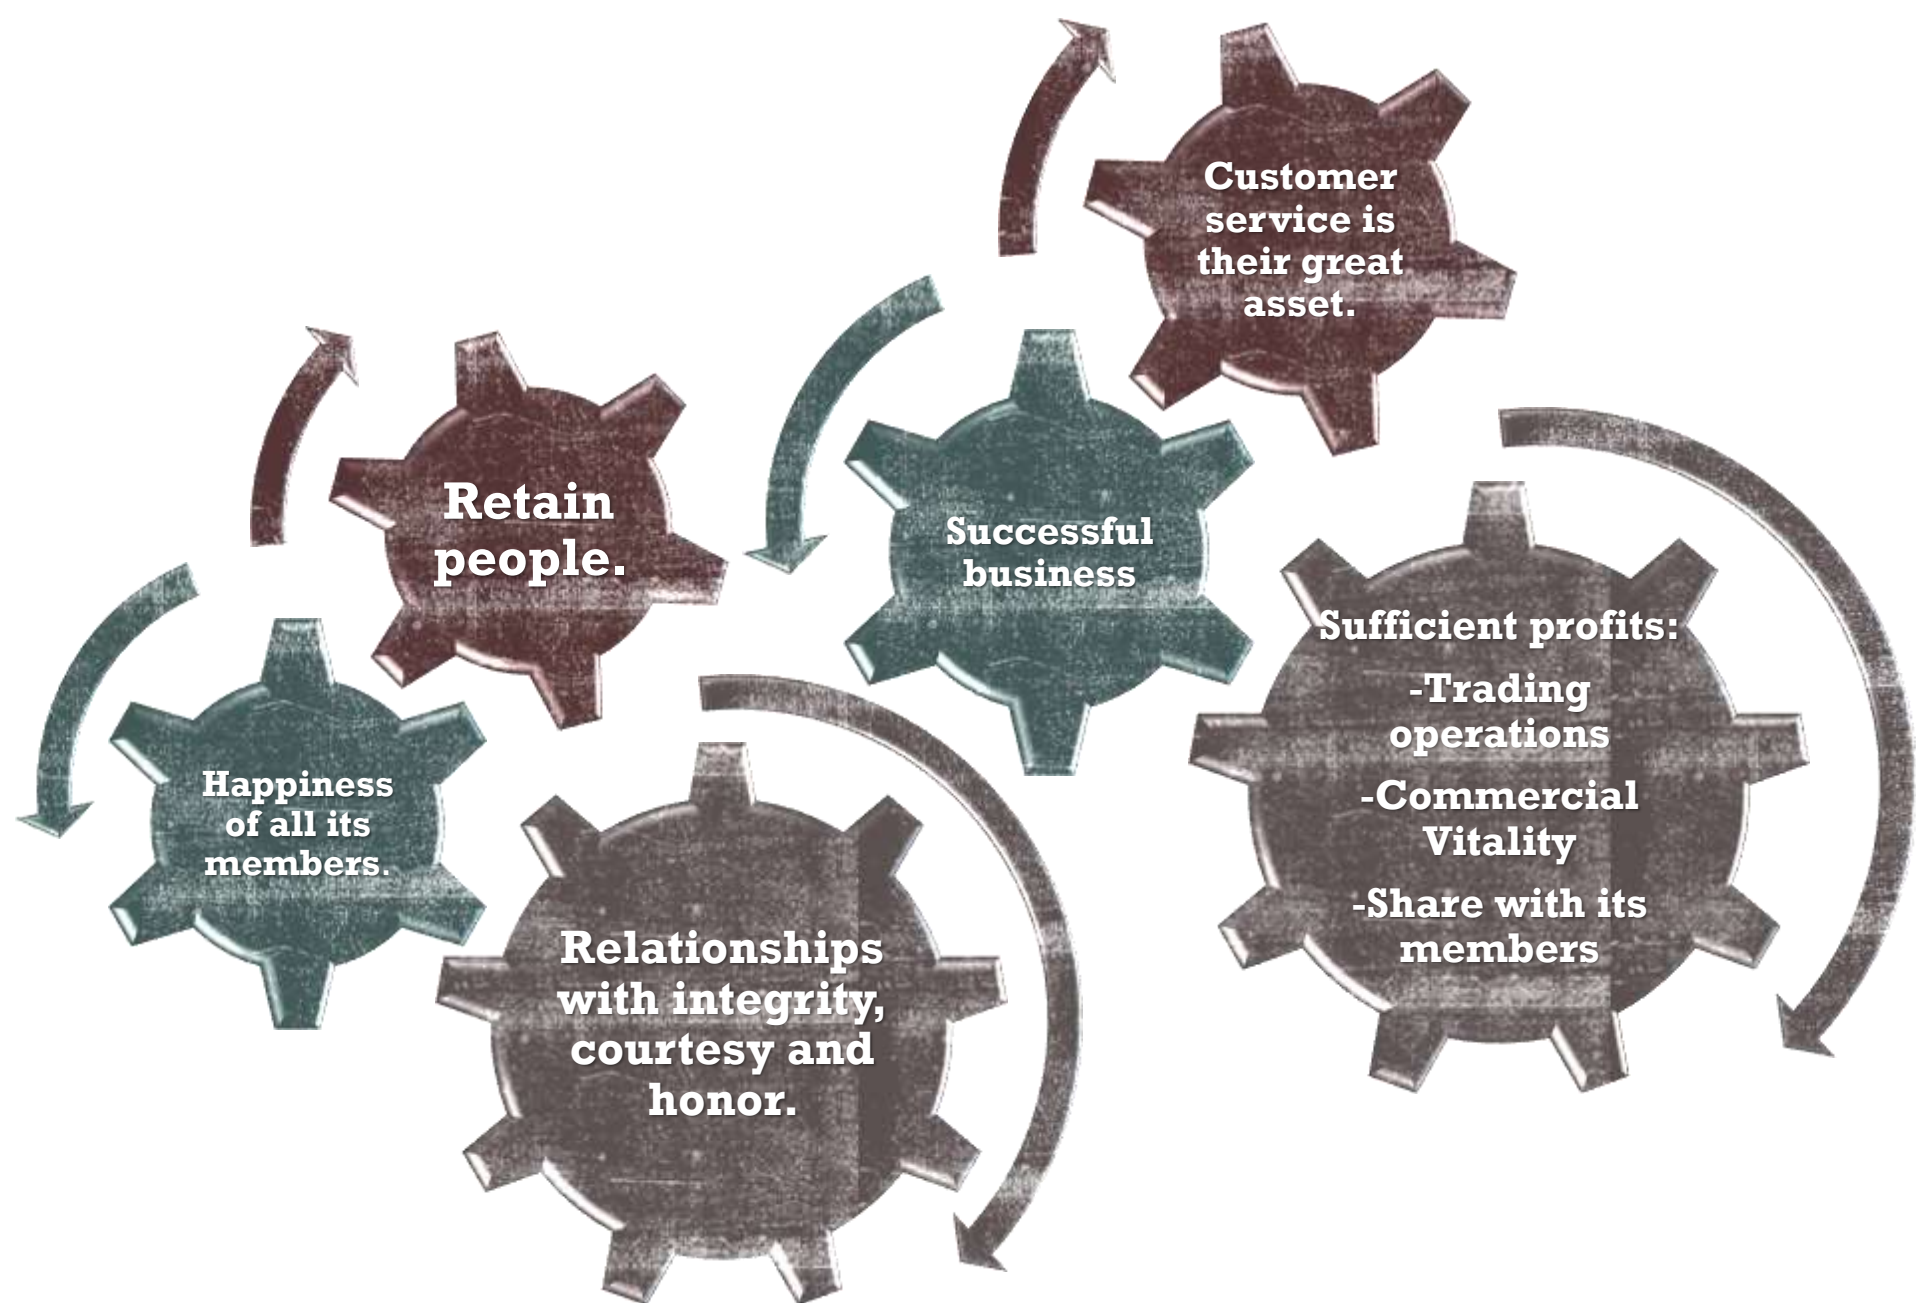 Customer
service is
their great
asset.
Retain
people.
Successful
business
Sufficient profits:
-Trading
operations
-Commercial
Vitality
-Share with its
members
Happiness
of all its
members.
Relationships
with integrity,
courtesy and
honor.